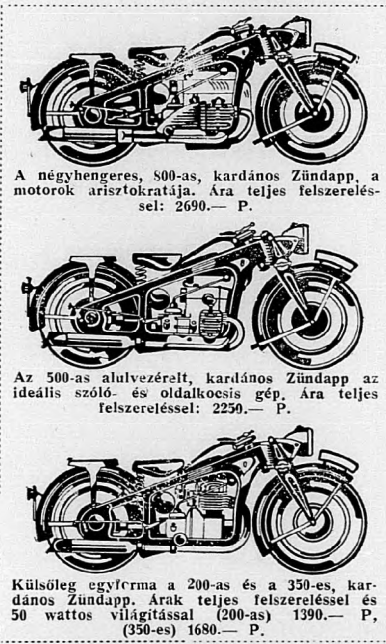 A négyhengeres, 800-as, kardános Zündapp, a
motorok arisztokratája. Ára teljes felszerelés-
sel: 2690.— P.
Az 500-as alulvezérelt, kardános Zündapp az
ideális szóló- és oldalkocsis gép. Ára teljes
felszereléssel: 2250.— P.
Külsőleg egyforma a 200-as és a 350-es, kar-
dános Zündapp. Árak teljes felszereléssel és
50 wattos világítással (200-as) 1390.— P,
(350-es) 1680.— P